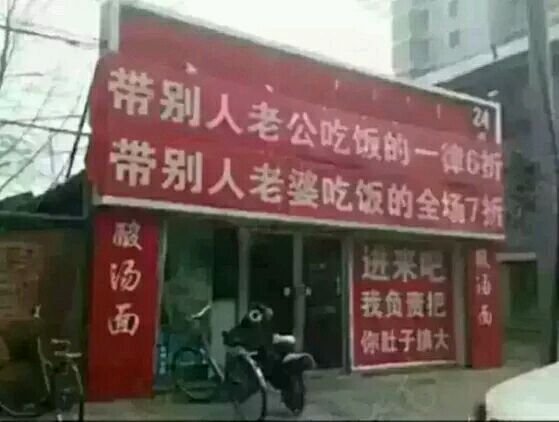 24
带别人老公吃饭的一律6折
带别人老婆吃饭的全场7折
酸汤面
进来吧
我负责把
你肚子搞大
酸汤面